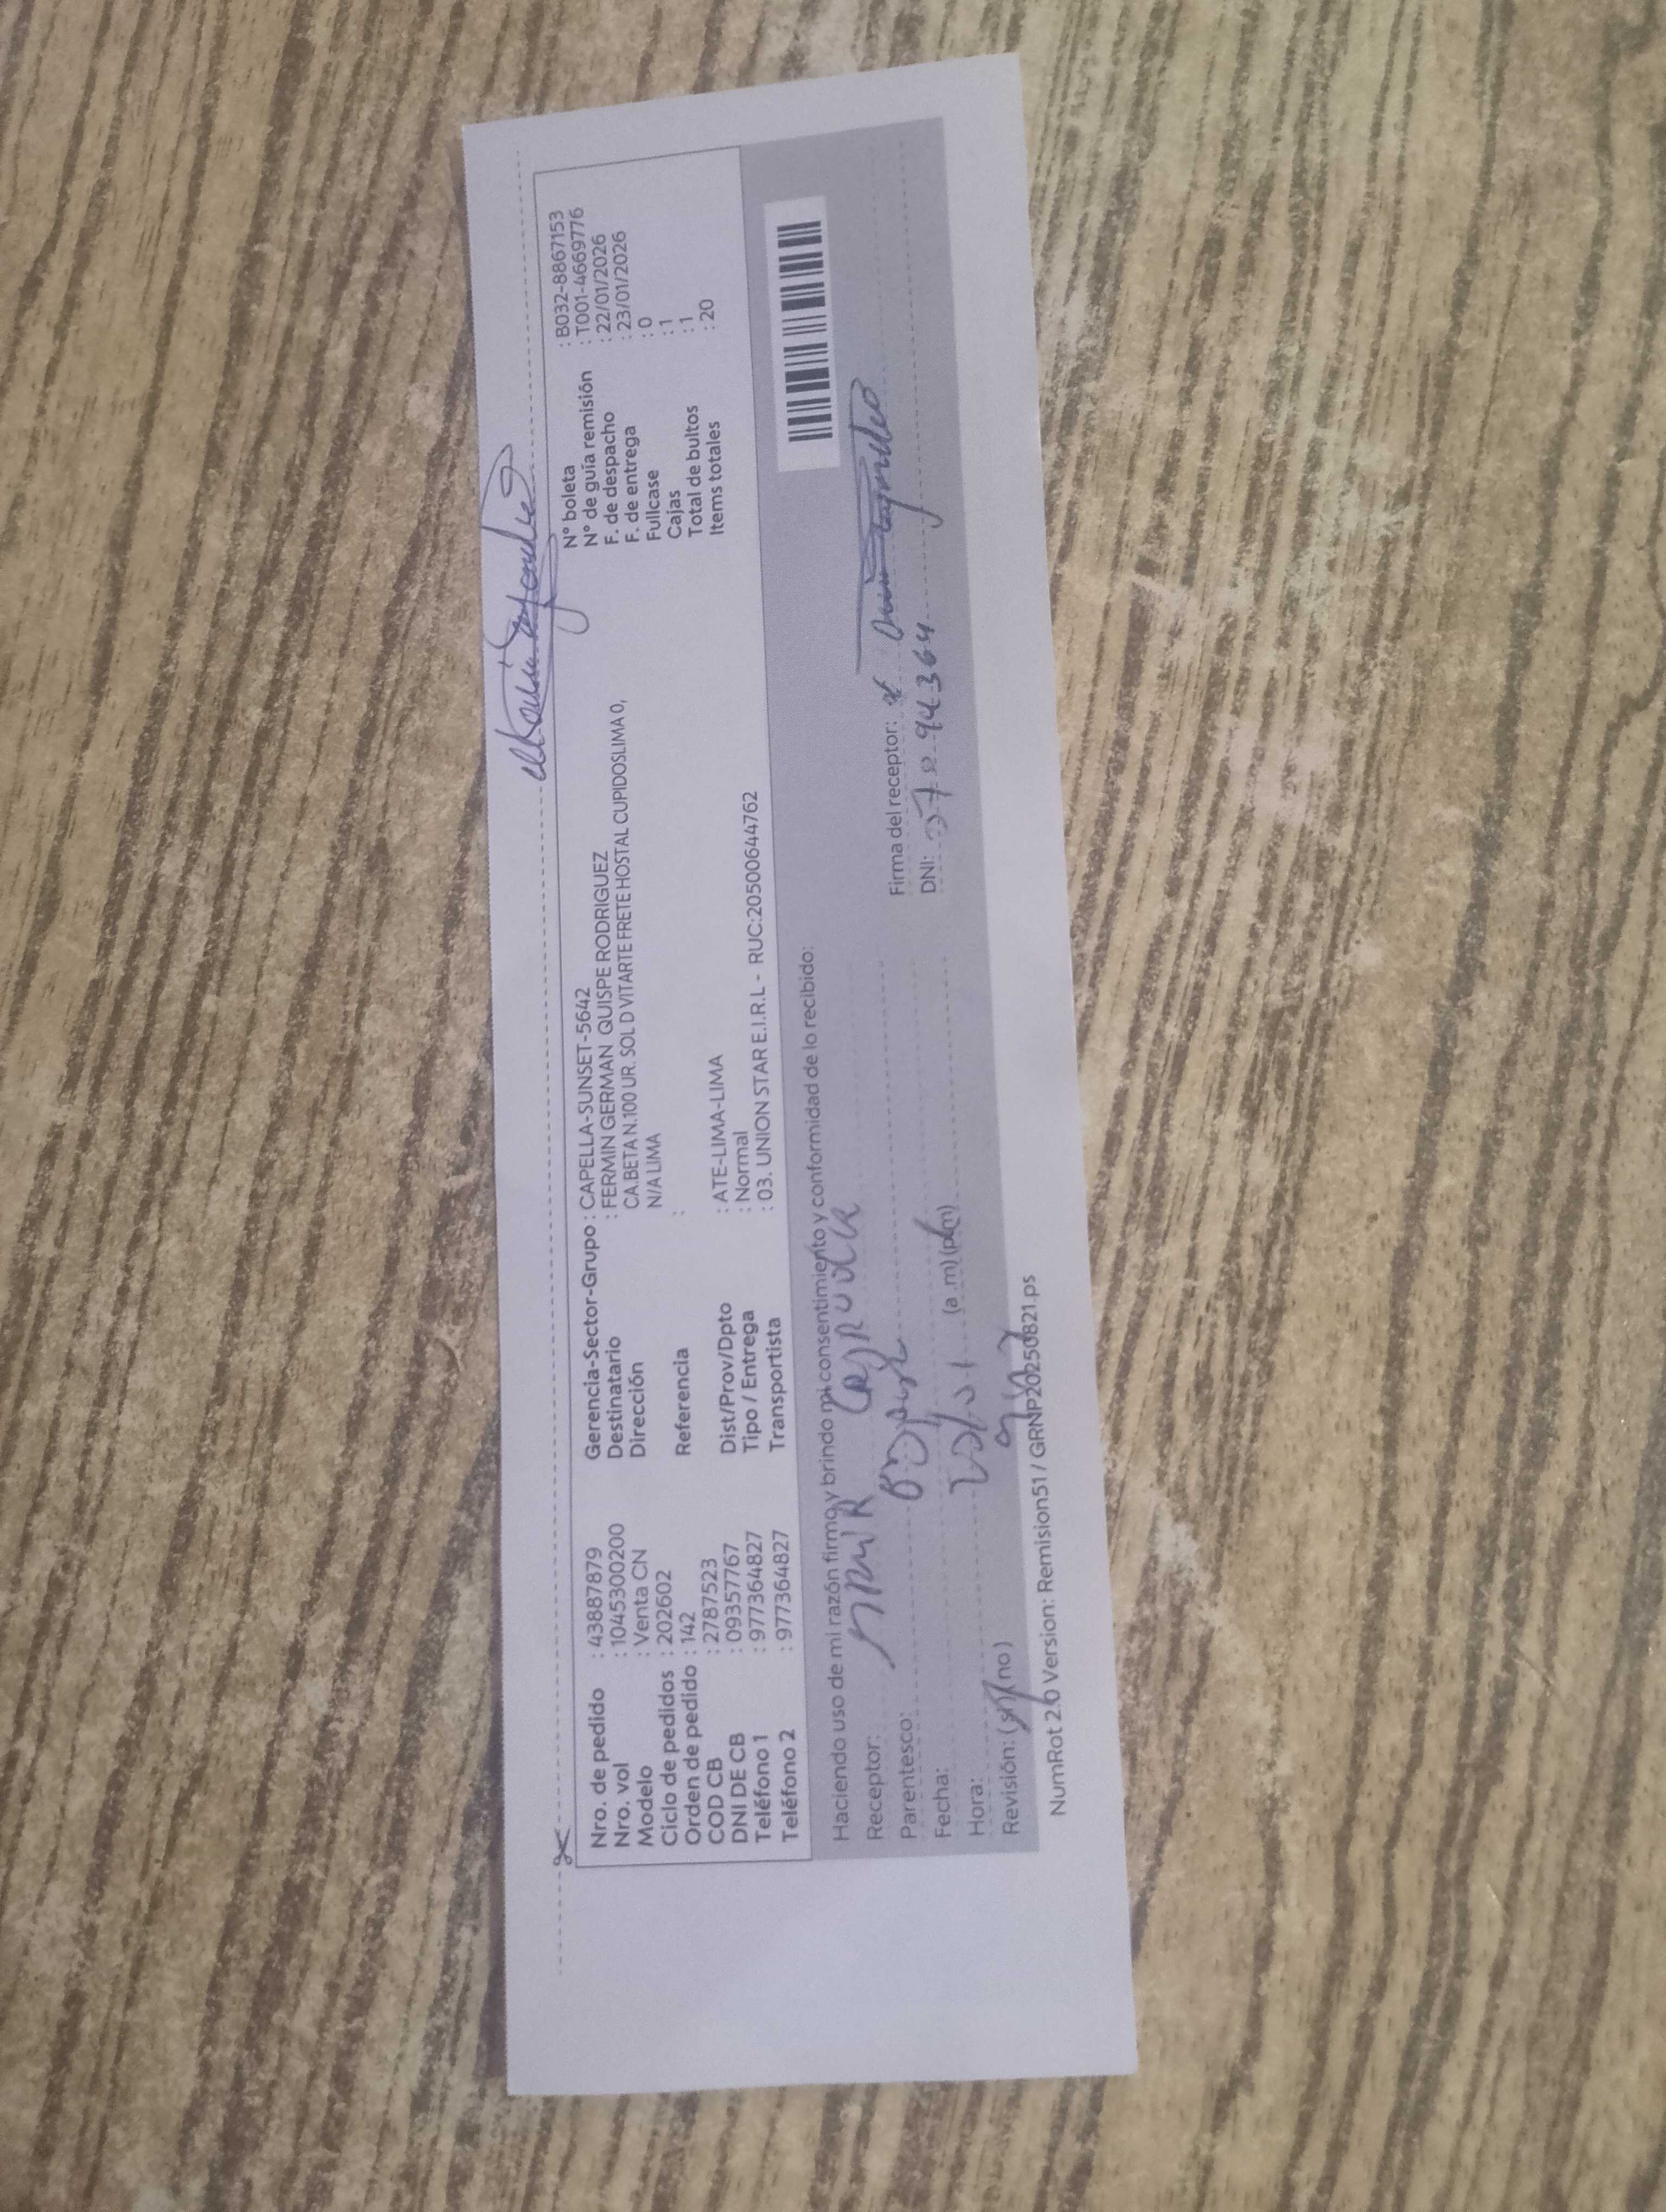 Nro. de pedido : 43887879
Nro. vol : 1045300200
Modelo : Venta CN
Ciclo de pedidos : 202602
Orden de pedido : 142
COD CB : 2787523
DNI DE CB : 09357767
Teléfono 1 : 977364827
Teléfono 2 : 977364827
Gerencia-Sector-Grupo : CAPELLA-SUNSET-5642
Destinatario : FERMIN GERMAN QUISPE RODRIGUEZ
Dirección CA.BETA N.100 UR. SOL D VITARTE FRETE HOSTAL CUPIDOSLIMA 0,
N/A LIMA
Referencia :
Dist/Prov/Dpto : ATE-LIMA-LIMA
Tipo / Entrega : Normal
Transportista : 03. UNION STAR E.I.R.L - RUC:20500644762
N° boleta : B032-8867153
N° de guía remisión : T001-4669776
F. de despacho : 22/01/2026
F. de entrega : 23/01/2026
Fullcase : 0
Cajas : 1
Total de bultos : 1
Items totales : 20
Haciendo uso de mi razón firmo y brindo mi consentimiento y conformidad de lo recibido:
Receptor:
Parentesco:
Fecha:
Hora: (a m) (p m)
Revisión: (si) (no)
Firma del receptor:
DNI:
NumRot 2.0 Version: Remision51 / GRNP20250821.ps